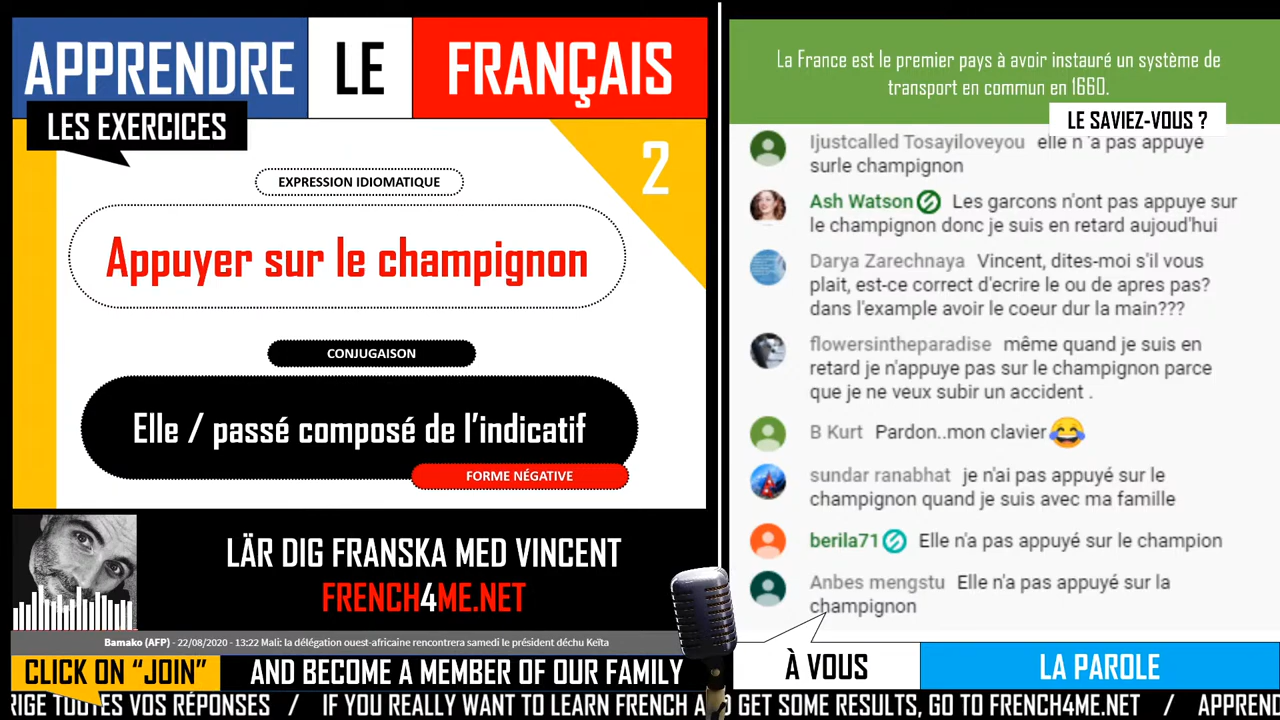 APPRENDRE LE FRANÇAIS
LES EXERCICES
2
EXPRESSION IDIOMATIQUE
Appuyer sur le champignon
CONJUGAISON
Elle / passé composé de l'indicatif
FORME NÉGATIVE
LÄR DIG FRANSKA MED VINCENT
FRENCH4ME.NET
Bamako (AFP) - 22/08/2020 - 13:22 Mali: la délégation ouest-africaine rencontrera samedi le président déchu Keïta
CLICK ON “JOIN” AND BECOME A MEMBER OF OUR FAMILY
La France est le premier pays à avoir instauré un système de
transport en commun en 1660.
LE SAVIEZ-VOUS ?
Ijustcalled Tosayiloveyou elle n 'a pas appuyé
surle champignon
Ash Watson Les garcons n'ont pas appuye sur
le champignon donc je suis en retard aujoud'hui
Darya Zarechnaya Vincent, dites-moi s'il vous
plait, est-ce correct d'ecrire le ou de apres pas?
dans l'example avoir le coeur dur la main???
flowersintheparadise même quand je suis en
retard je n'appuye pas sur le champignon parce
que je ne veux subir un accident .
B Kurt Pardon..mon clavier😂
sundar ranabhat je n'ai pas appuyé sur le
champignon quand je suis avec ma famille
berila71 Elle n'a pas appuyé sur le champion
Anbes mengstu Elle n'a pas appuyé sur la
champignon
À VOUS LA PAROLE
RIGE TOUTES VOS RÉPONSES / IF YOU REALLY WANT TO LEARN FRENCH AND GET SOME RESULTS, GO TO FRENCH4ME.NET / APPREND